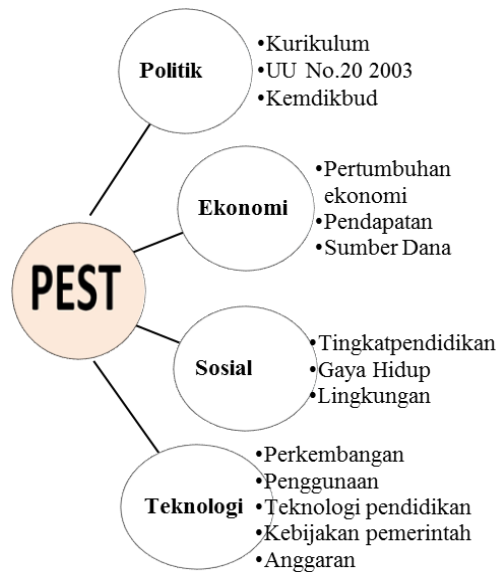 Politik
•Kurikulum
•UU No.20 2003
•Kemdikbud
Ekonomi
•Pertumbuhan
ekonomi
•Pendapatan
•Sumber Dana
PEST
Sosial
•Tingkatpendidikan
•Gaya Hidup
•Lingkungan
Teknologi
•Perkembangan
•Penggunaan
•Teknologi pendidikan
•Kebijakan pemerintah
•Anggaran